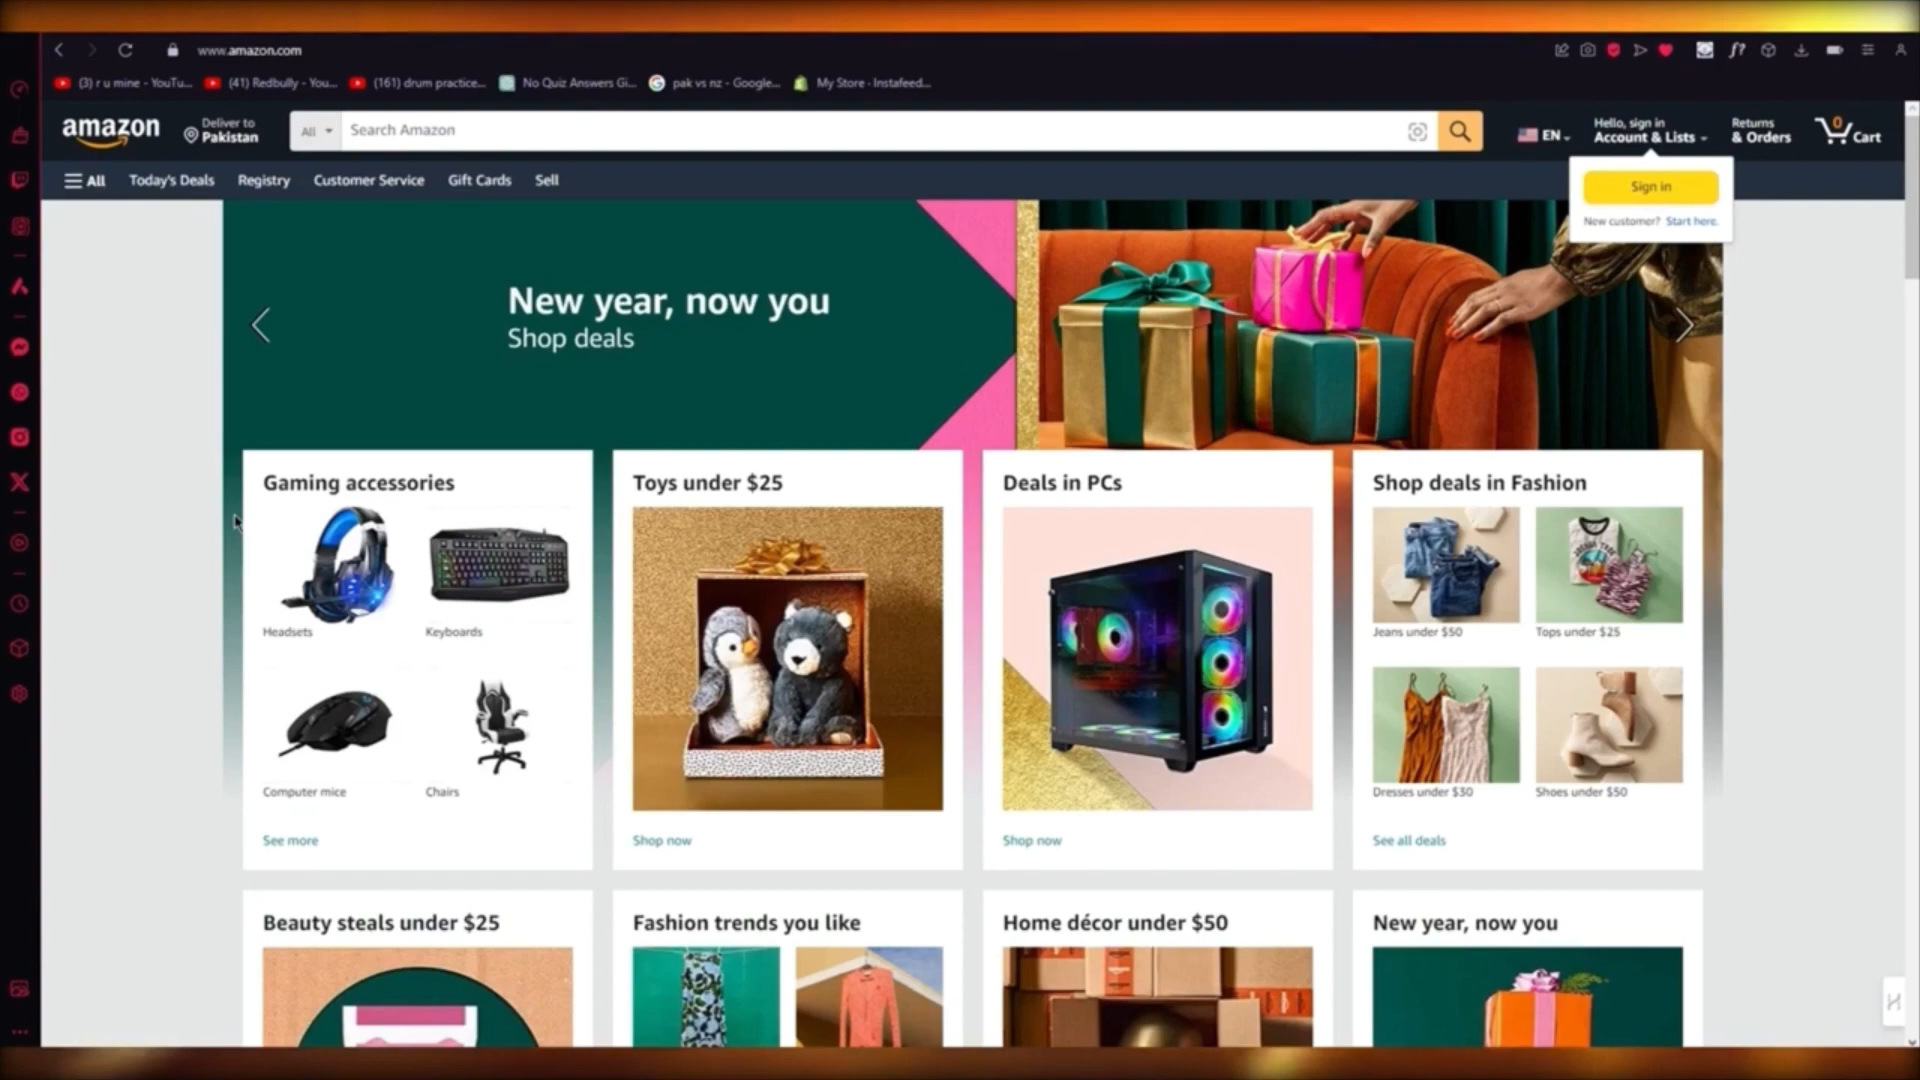 www.amazon.com
(3) r u mine - YouTu...
(41) Redbully - You...
(161) drum practice...
No Quiz Answers Gi...
pak vs nz - Google...
My Store · Instafeed...
amazon
Deliver to
Pakistan
All
Search Amazon
EN
Hello, sign in
Account & Lists
Returns
& Orders
0
Cart
All
Today's Deals
Registry
Customer Service
Gift Cards
Sell
Sign in
New customer? Start here.
New year, now you
Shop deals
Gaming accessories
Headsets
Keyboards
Computer mice
Chairs
See more
Toys under $25
Shop now
Deals in PCs
Shop now
Shop deals in Fashion
Jeans under $50
Tops under $25
Dresses under $30
Shoes under $50
See all deals
Beauty steals under $25
Fashion trends you like
Home décor under $50
New year, now you